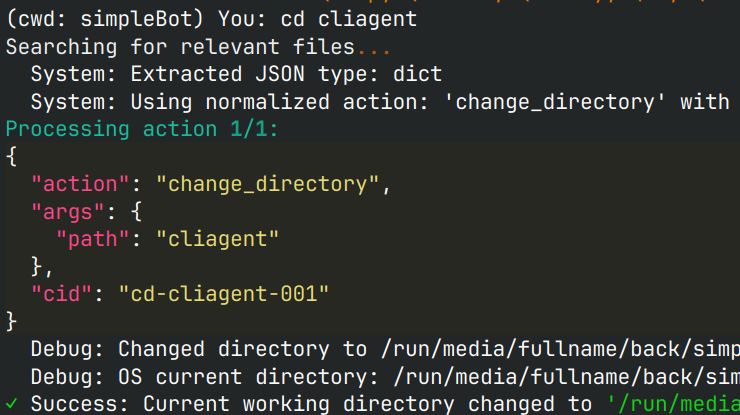 (cwd: simpleBot) You: cd cliagent
Searching for relevant files...
System: Extracted JSON type: dict
System: Using normalized action: 'change_directory' with
Processing action 1/1:
{
"action": "change_directory",
"args": {
"path": "cliagent"
},
"cid": "cd-cliagent-001"
}
Debug: Changed directory to /run/media/fullname/back/simp
Debug: OS current directory: /run/media/fullname/back/sim
✓ Success: Current working directory changed to '/run/media